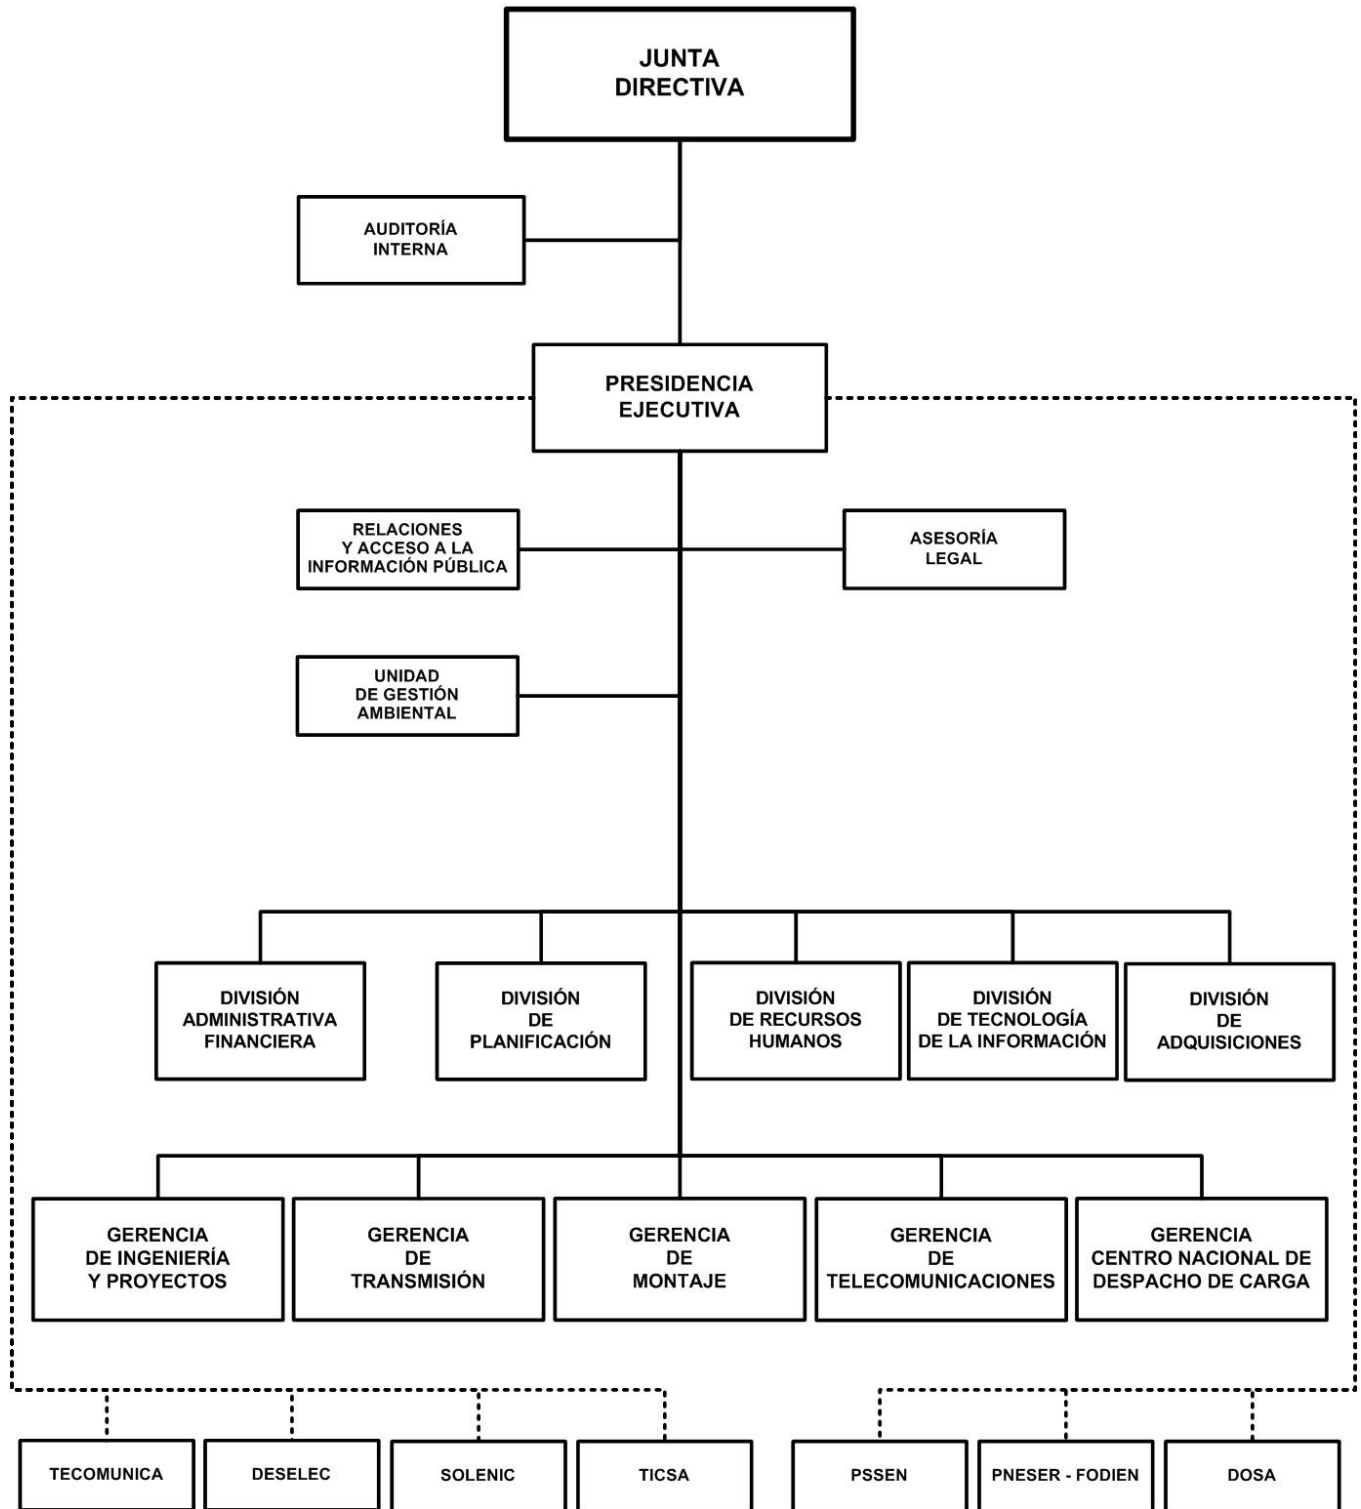 JUNTA
DIRECTIVA
AUDITORÍA
INTERNA
PRESIDENCIA
EJECUTIVA
RELACIONES
Y ACCESO A LA
INFORMACIÓN PÚBLICA
ASESORÍA
LEGAL
UNIDAD
DE GESTIÓN
AMBIENTAL
DIVISIÓN
ADMINISTRATIVA
FINANCIERA
DIVISIÓN
DE
PLANIFICACIÓN
DIVISIÓN
DE RECURSOS
HUMANOS
DIVISIÓN
DE TECNOLOGÍA
DE LA INFORMACIÓN
DIVISIÓN
DE
ADQUISICIONES
GERENCIA
DE INGENIERÍA
Y PROYECTOS
GERENCIA
DE
TRANSMISIÓN
GERENCIA
DE
MONTAJE
GERENCIA
DE
TELECOMUNICACIONES
GERENCIA
CENTRO NACIONAL DE
DESPACHO DE CARGA
TECOMUNICA
DESELEC
SOLENIC
TICSA
PSSEN
PNESER - FODIEN
DOSA